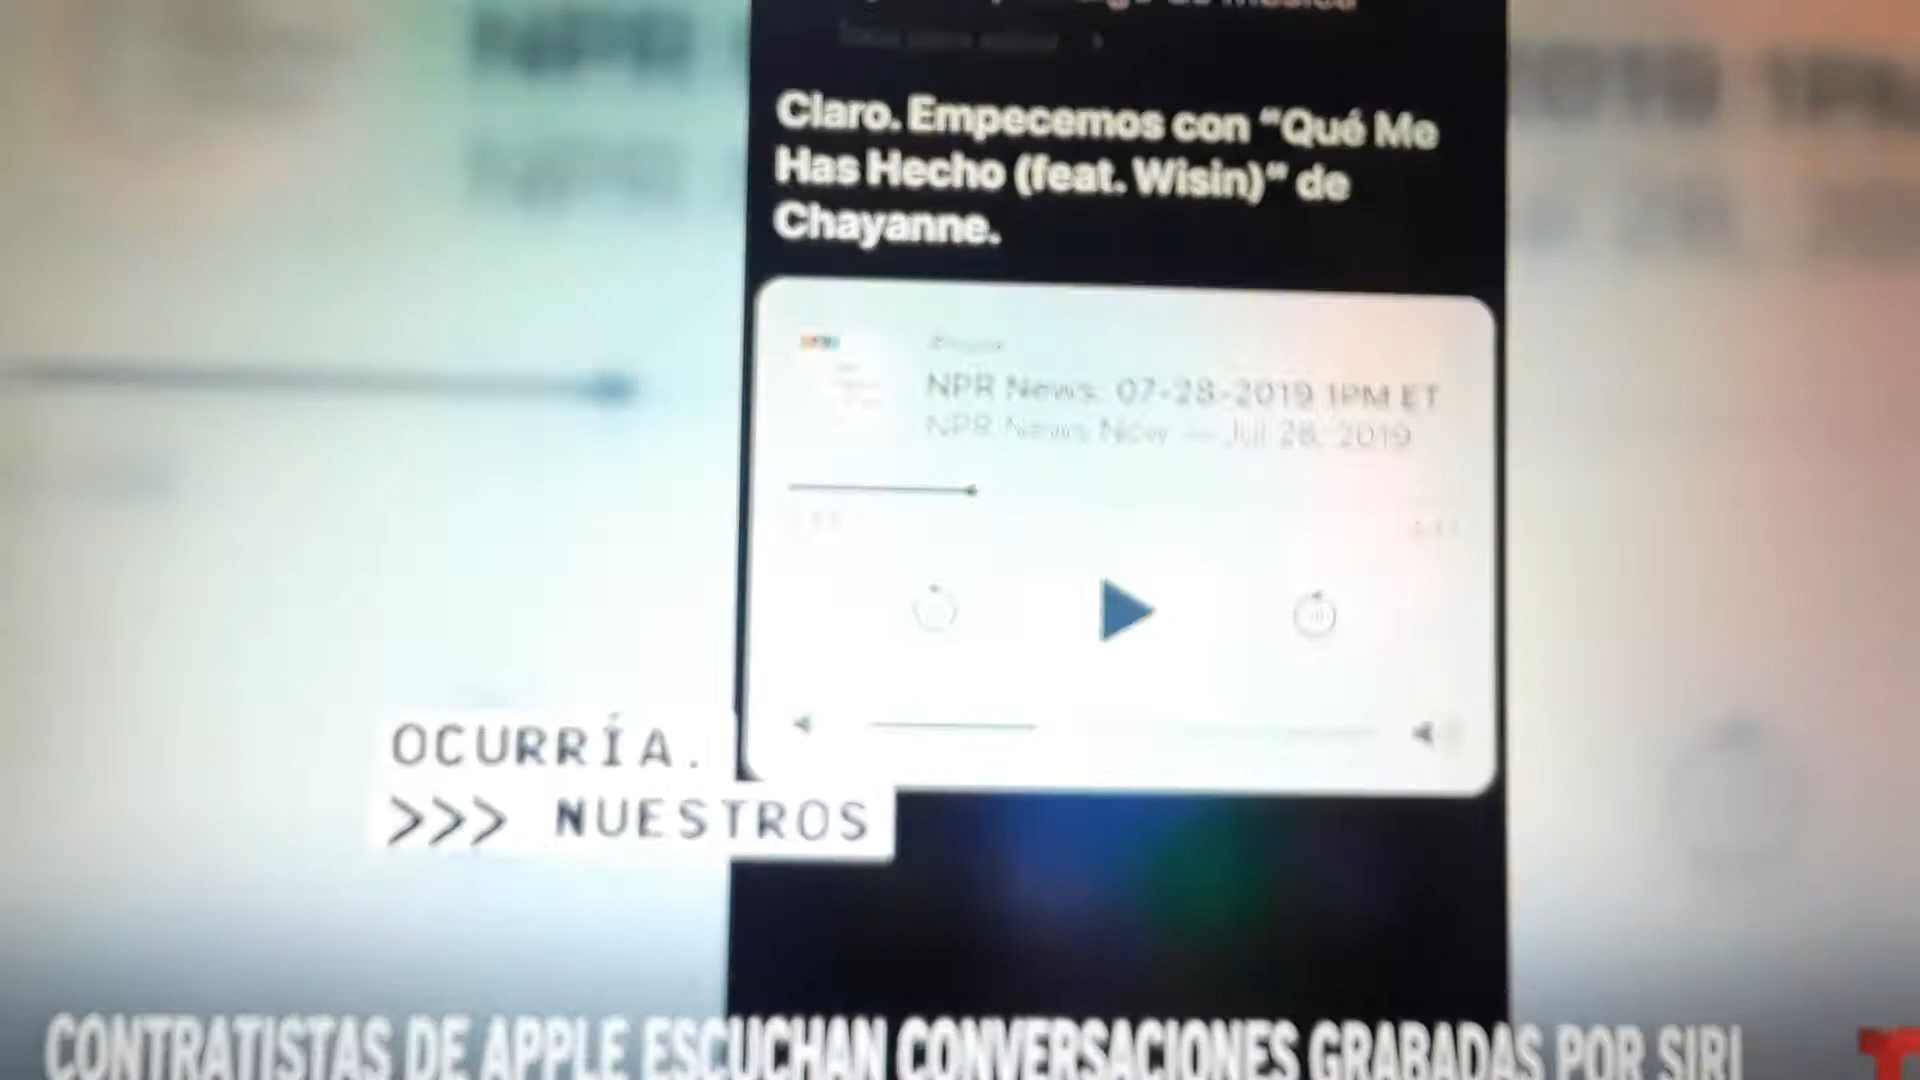 Claro. Empecemos con “Qué Me
Has Hecho (feat. Wisin)” de
Chayanne.
NPR News: 07-28-2019 1PM ET
NPR News Now — Jul 28, 2019
OCURRÍA.
>>> NUESTROS
CONTRATISTAS DE APPLE ESCUCHAN CONVERSACIONES GRABADAS POR SIRI